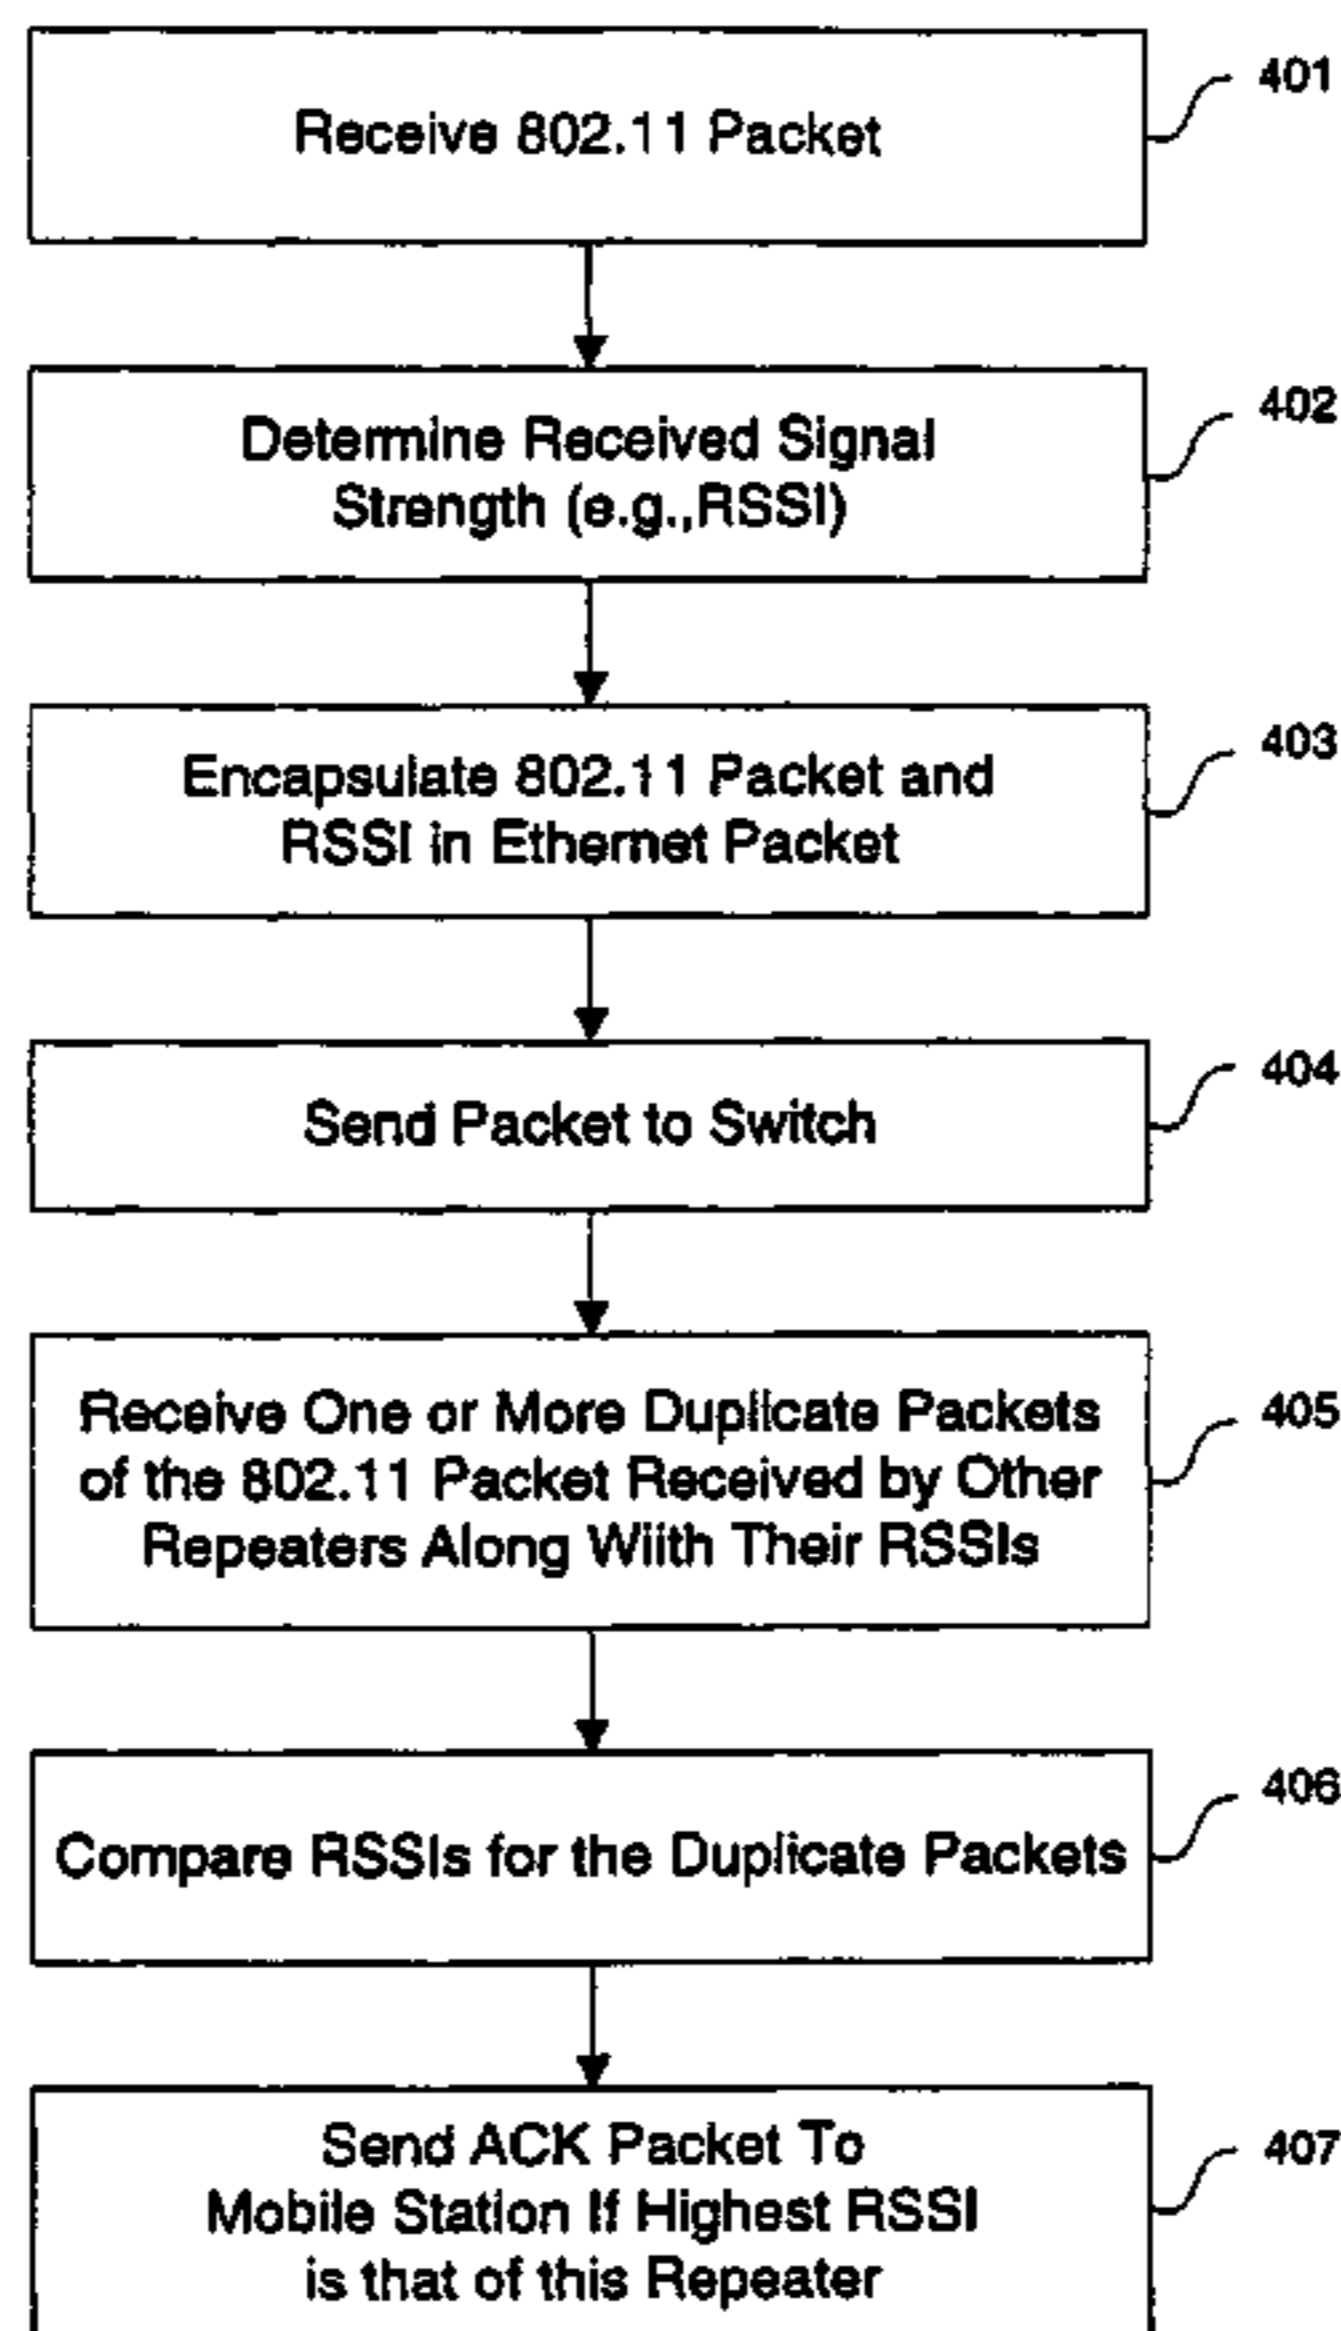 Receive 802.11 Packet
401
Determine Received Signal
Strength (e.g.,RSSI)
402
Encapsulate 802.11 Packet and
RSSI in Ethernet Packet
403
Send Packet to Switch
404
Receive One or More Duplicate Packets
of the 802.11 Packet Received by Other
Repeaters Along Wiith Their RSSIs
405
Compare RSSIs for the Duplicate Packets
406
Send ACK Packet To
Mobile Station If Highest RSSI
is that of this Repeater
407